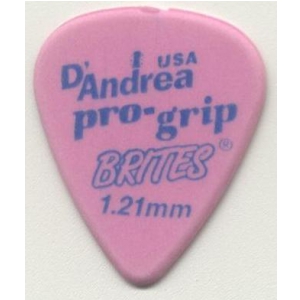 D'Andrea USA
pro-grip
BRITES®
1.21mm